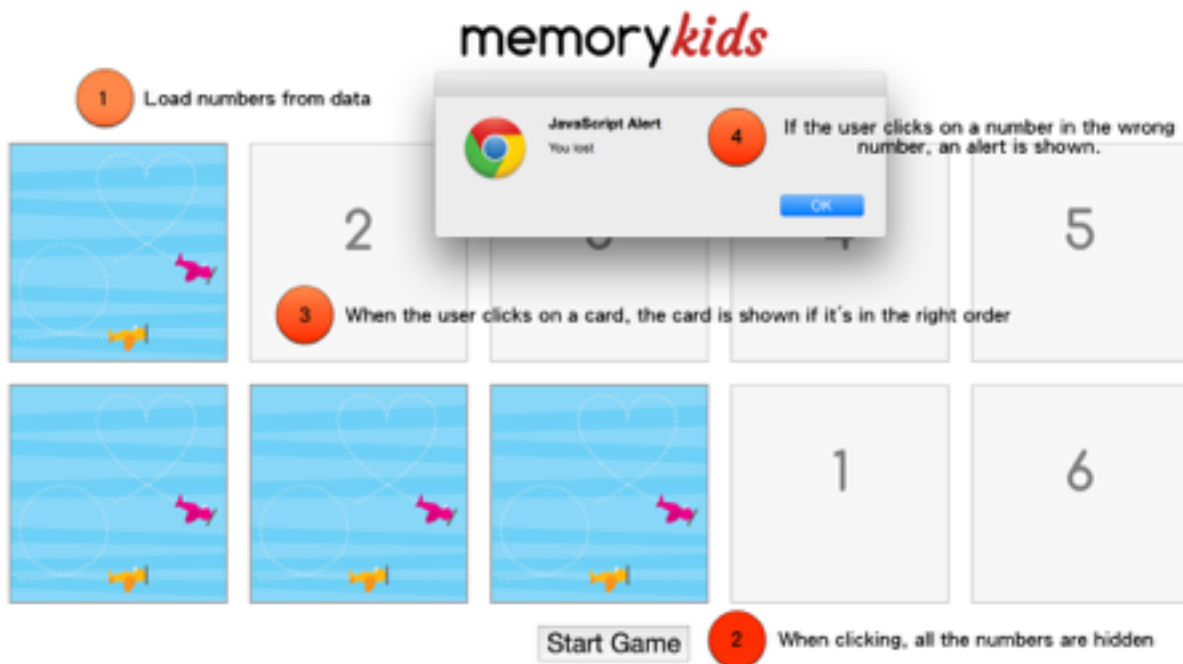 memorykids
1 Load numbers from data
JavaScript Alert
You lost
4 If the user clicks on a number in the wrong
number, an alert is shown.
OK
2 3 4 5
3 When the user clicks on a card, the card is shown if it's in the right order
1 6
Start Game
2 When clicking, all the numbers are hidden